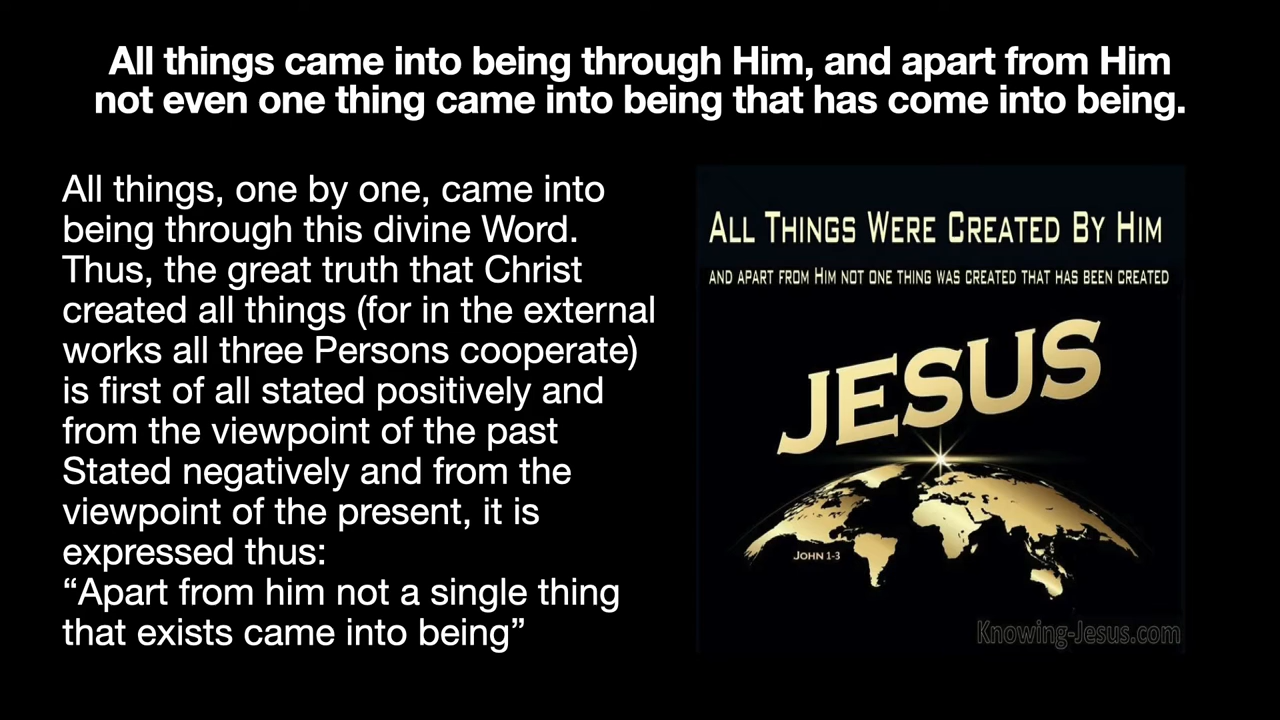 All things came into being through Him, and apart from Him
not even one thing came into being that has come into being.
All things, one by one, came into
being through this divine Word.
Thus, the great truth that Christ
created all things (for in the external
works all three Persons cooperate)
is first of all stated positively and
from the viewpoint of the past
Stated negatively and from the
viewpoint of the present, it is
expressed thus:
“Apart from him not a single thing
that exists came into being”
All Things Were Created By Him
and apart from Him not one thing was created that has been created
JESUS
John 1-3
Knowing-Jesus.com